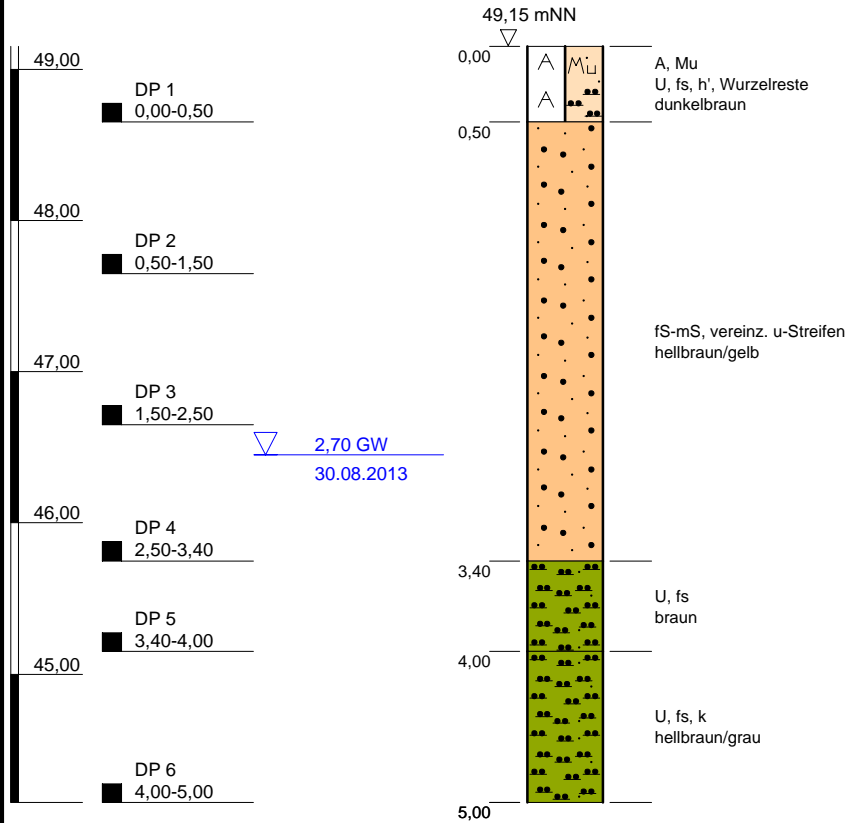 49,15 mNN
49,00
DP 1
0,00-0,50
48,00
DP 2
0,50-1,50
47,00
DP 3
1,50-2,50
2,70 GW
30.08.2013
46,00
DP 4
2,50-3,40
DP 5
3,40-4,00
45,00
DP 6
4,00-5,00
0,00
A
Mu
A
A, Mu
U, fs, h', Wurzelreste
dunkelbraun
0,50
fS-mS, vereinz. u-Streifen
hellbraun/gelb
3,40
U, fs
braun
4,00
U, fs, k
hellbraun/grau
5,00